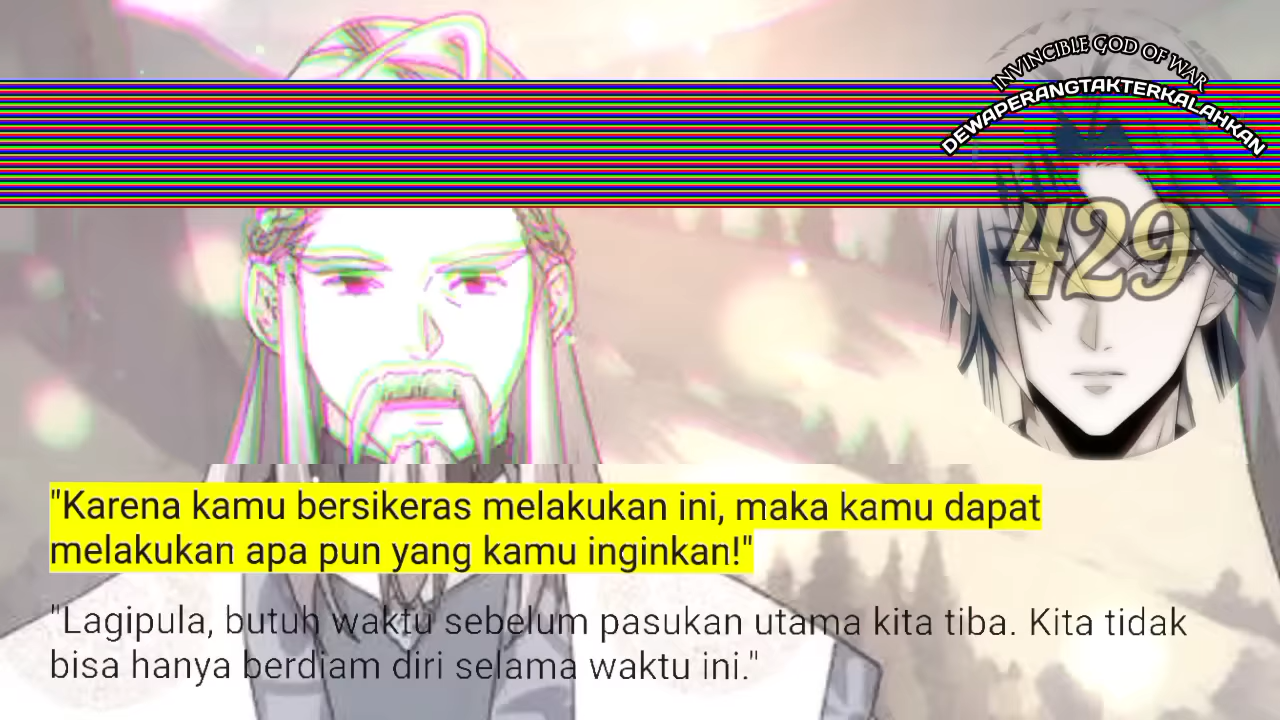 INVINCIBLE GOD OF WAR
DEWAPERANGTAKTERKALAHKAN
429
"Karena kamu bersikeras melakukan ini, maka kamu dapat
melakukan apa pun yang kamu inginkan!"
"Lagipula, butuh waktu sebelum pasukan utama kita tiba. Kita tidak
bisa hanya berdiam diri selama waktu ini."